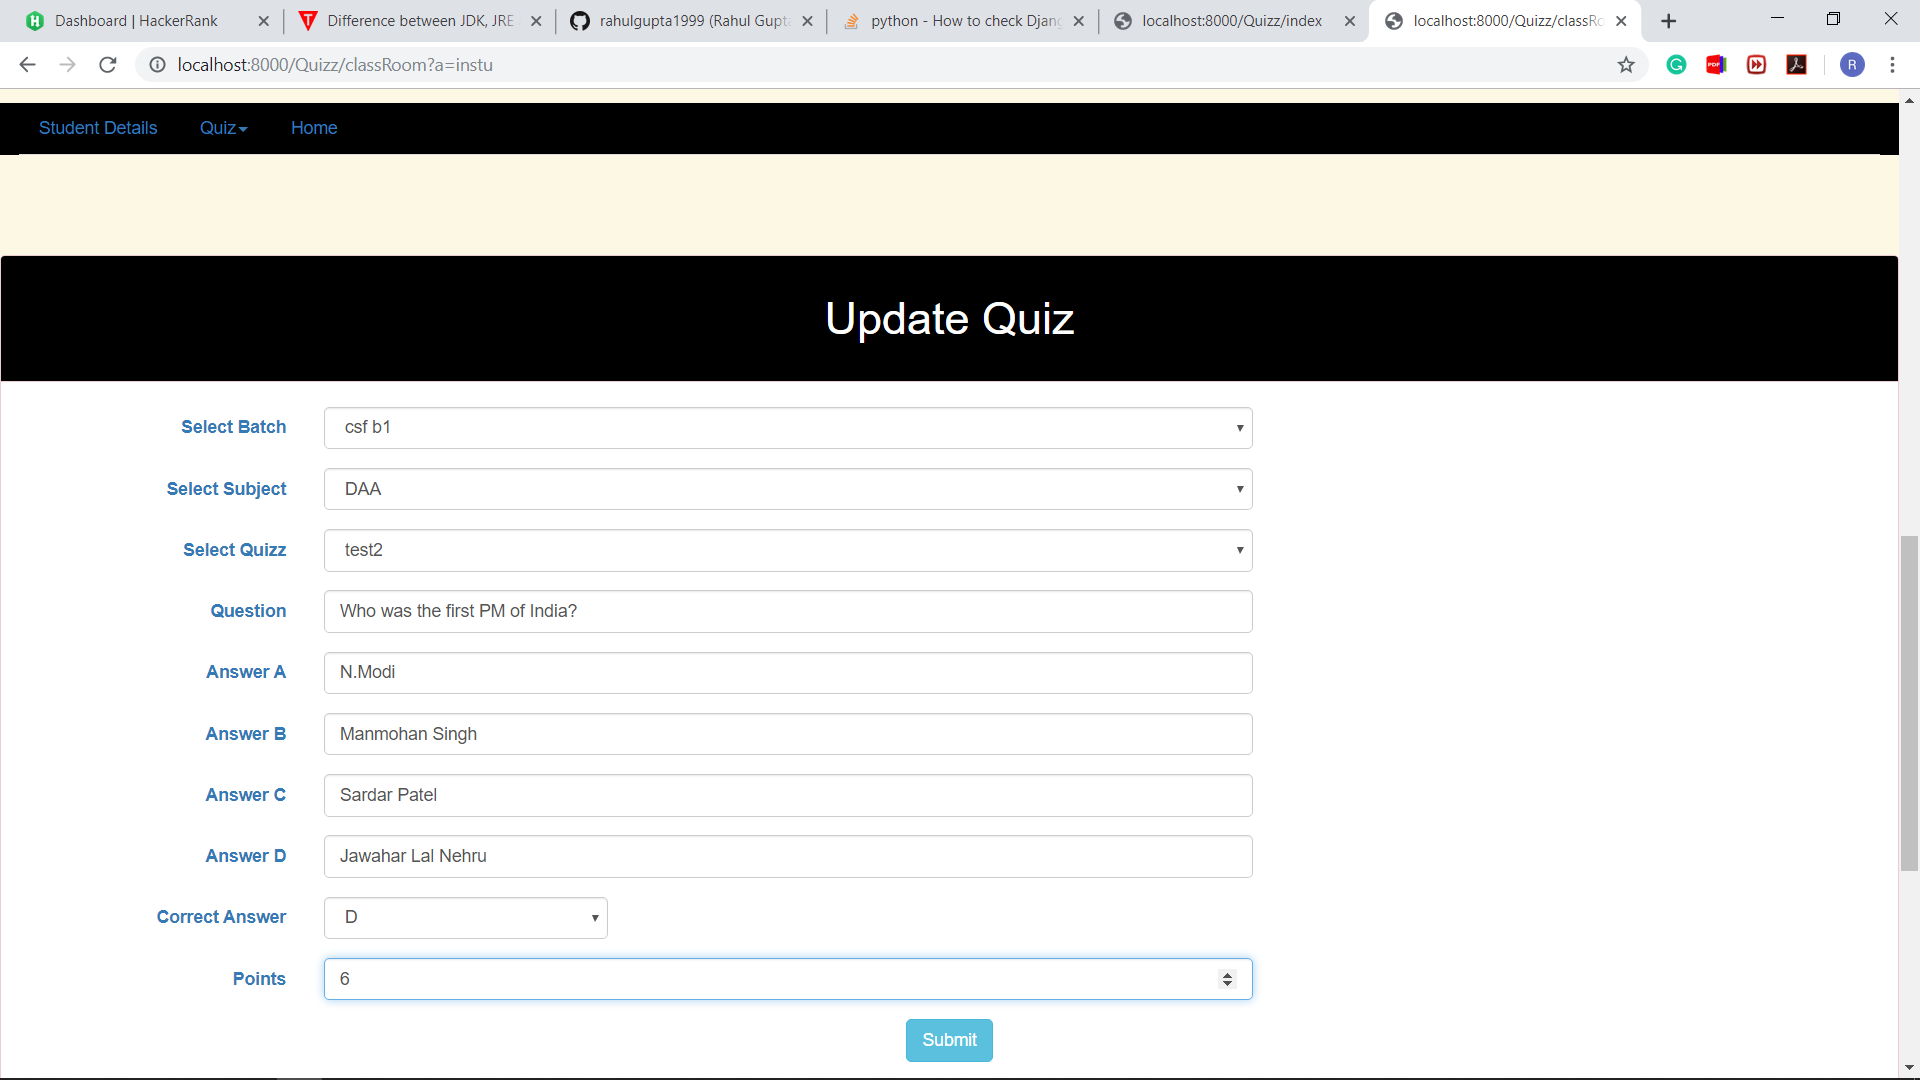 Dashboard | HackerRank
Difference between JDK, JRE
rahulgupta1999 (Rahul Gupt
python - How to check Djan
localhost:8000/Quizz/index
localhost:8000/Quizz/classRo
localhost:8000/Quizz/classRoom?a=instu
PDF
R
Student Details Quiz Home
Update Quiz
Select Batch csf b1
Select Subject DAA
Select Quizz test2
Question Who was the first PM of India?
Answer A N.Modi
Answer B Manmohan Singh
Answer C Sardar Patel
Answer D Jawahar Lal Nehru
Correct Answer D
Points 6
Submit